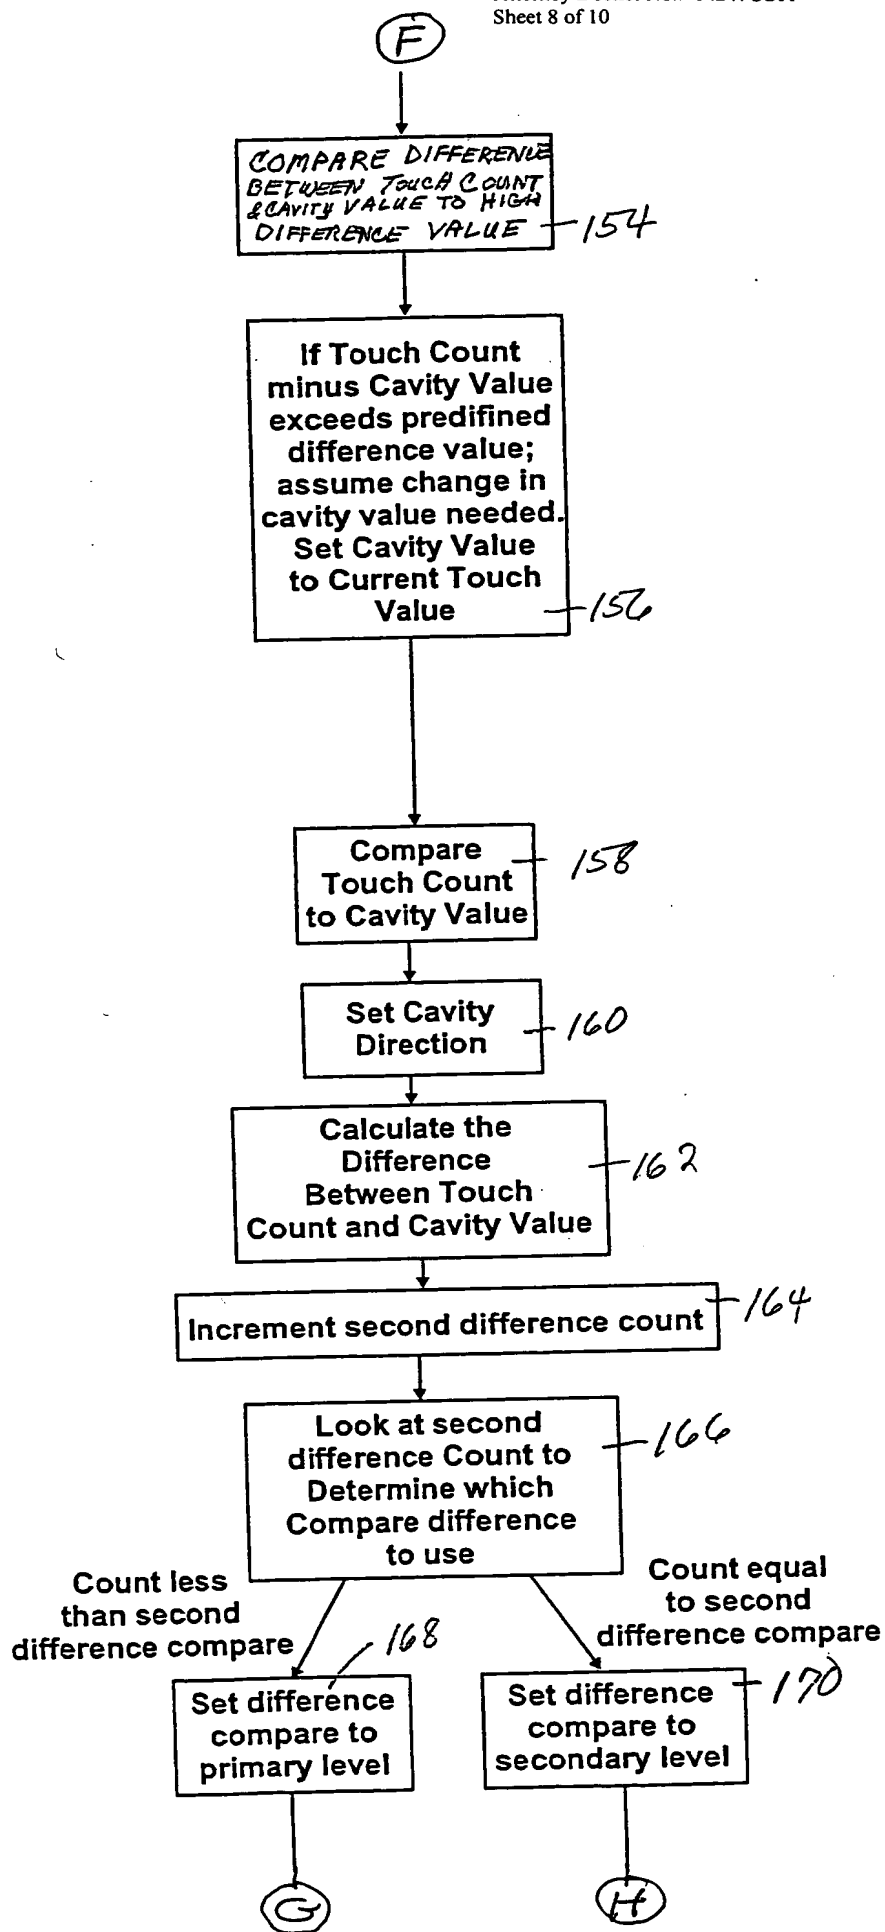 Sheet 8 of 10
F
COMPARE DIFFERENCE
BETWEEN TOUCH COUNT
& CAVITY VALUE TO HIGH
DIFFERENCE VALUE
154
If Touch Count
minus Cavity Value
exceeds predifined
difference value;
assume change in
cavity value needed.
Set Cavity Value
to Current Touch
Value
156
Compare
Touch Count
to Cavity Value
158
Set Cavity
Direction
160
Calculate the
Difference
Between Touch
Count and Cavity Value
162
Increment second difference count
164
Look at second
difference Count to
Determine which
Compare difference
to use
166
Count less
than second
difference compare
Count equal
to second
difference compare
168
Set difference
compare to
primary level
Set difference
compare to
secondary level
170
G
H